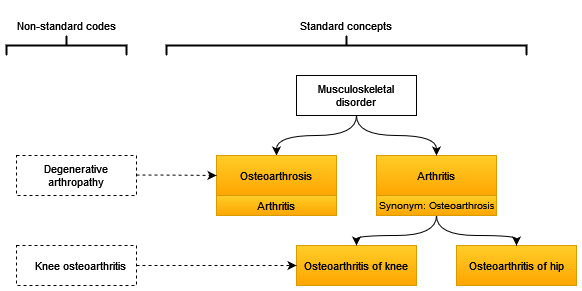 Non-standard codes
Standard concepts
Musculoskeletal
disorder
Degenerative
arthropathy
Osteoarthrosis
Arthritis
Arthritis
Synonym: Osteoarthrosis
Knee osteoarthritis
Osteoarthritis of knee
Osteoarthritis of hip